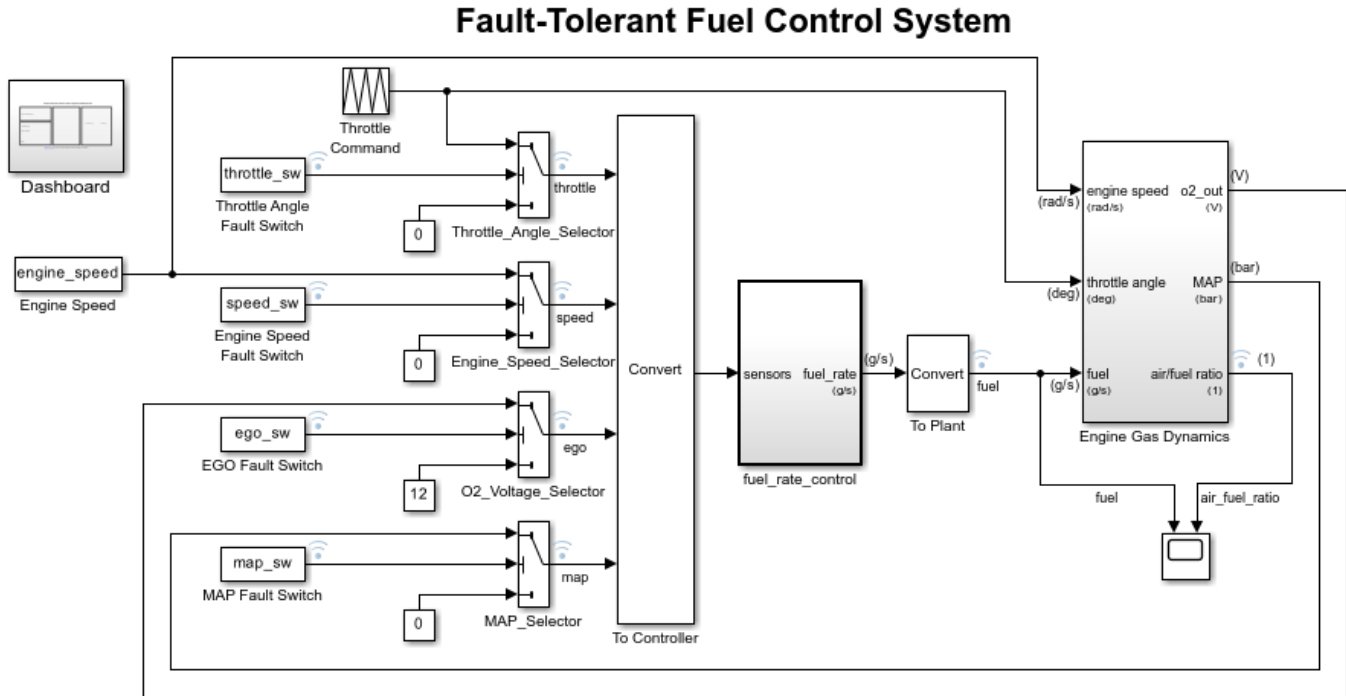 Fault-Tolerant Fuel Control System
Dashboard
Throttle
Command
throttle_sw
Throttle Angle
Fault Switch
0
throttle
Throttle_Angle_Selector
engine_speed
Engine Speed
speed_sw
Engine Speed
Fault Switch
0
speed
Engine_Speed_Selector
ego_sw
EGO Fault Switch
12
ego
O2_Voltage_Selector
map_sw
MAP Fault Switch
0
map
MAP_Selector
Convert
To Controller
sensors
fuel_rate
(g/s)
fuel_rate_control
(g/s)
Convert
To Plant
fuel
(rad/s)
engine speed
(rad/s)
o2_out
(V)
(V)
(deg)
throttle angle
(deg)
MAP
(bar)
(bar)
(g/s)
fuel
(g/s)
air/fuel ratio
(1)
(1)
Engine Gas Dynamics
fuel
air_fuel_ratio